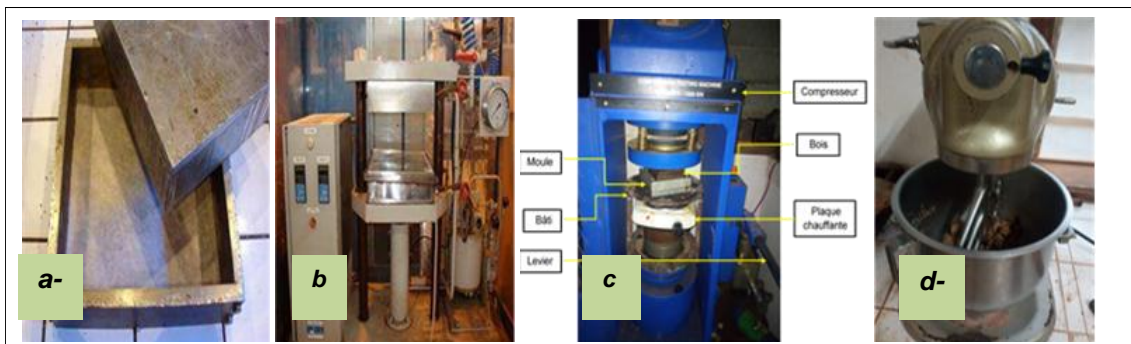 a-
b
Moule
Bâti
Levier
c
Compresseur
Bois
Plaque
chauffante
d-